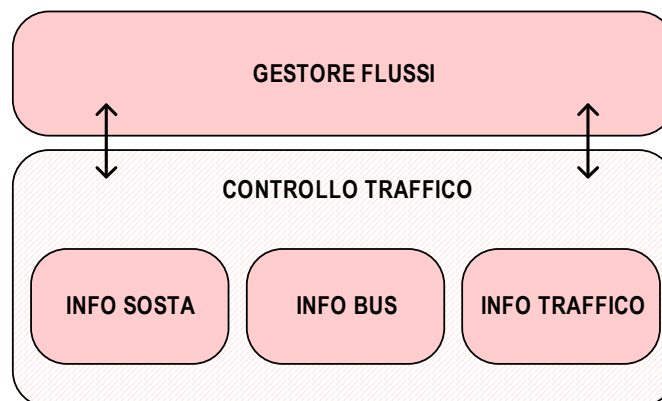 GESTORE FLUSSI
CONTROLLO TRAFFICO
INFO SOSTA
INFO BUS
INFO TRAFFICO